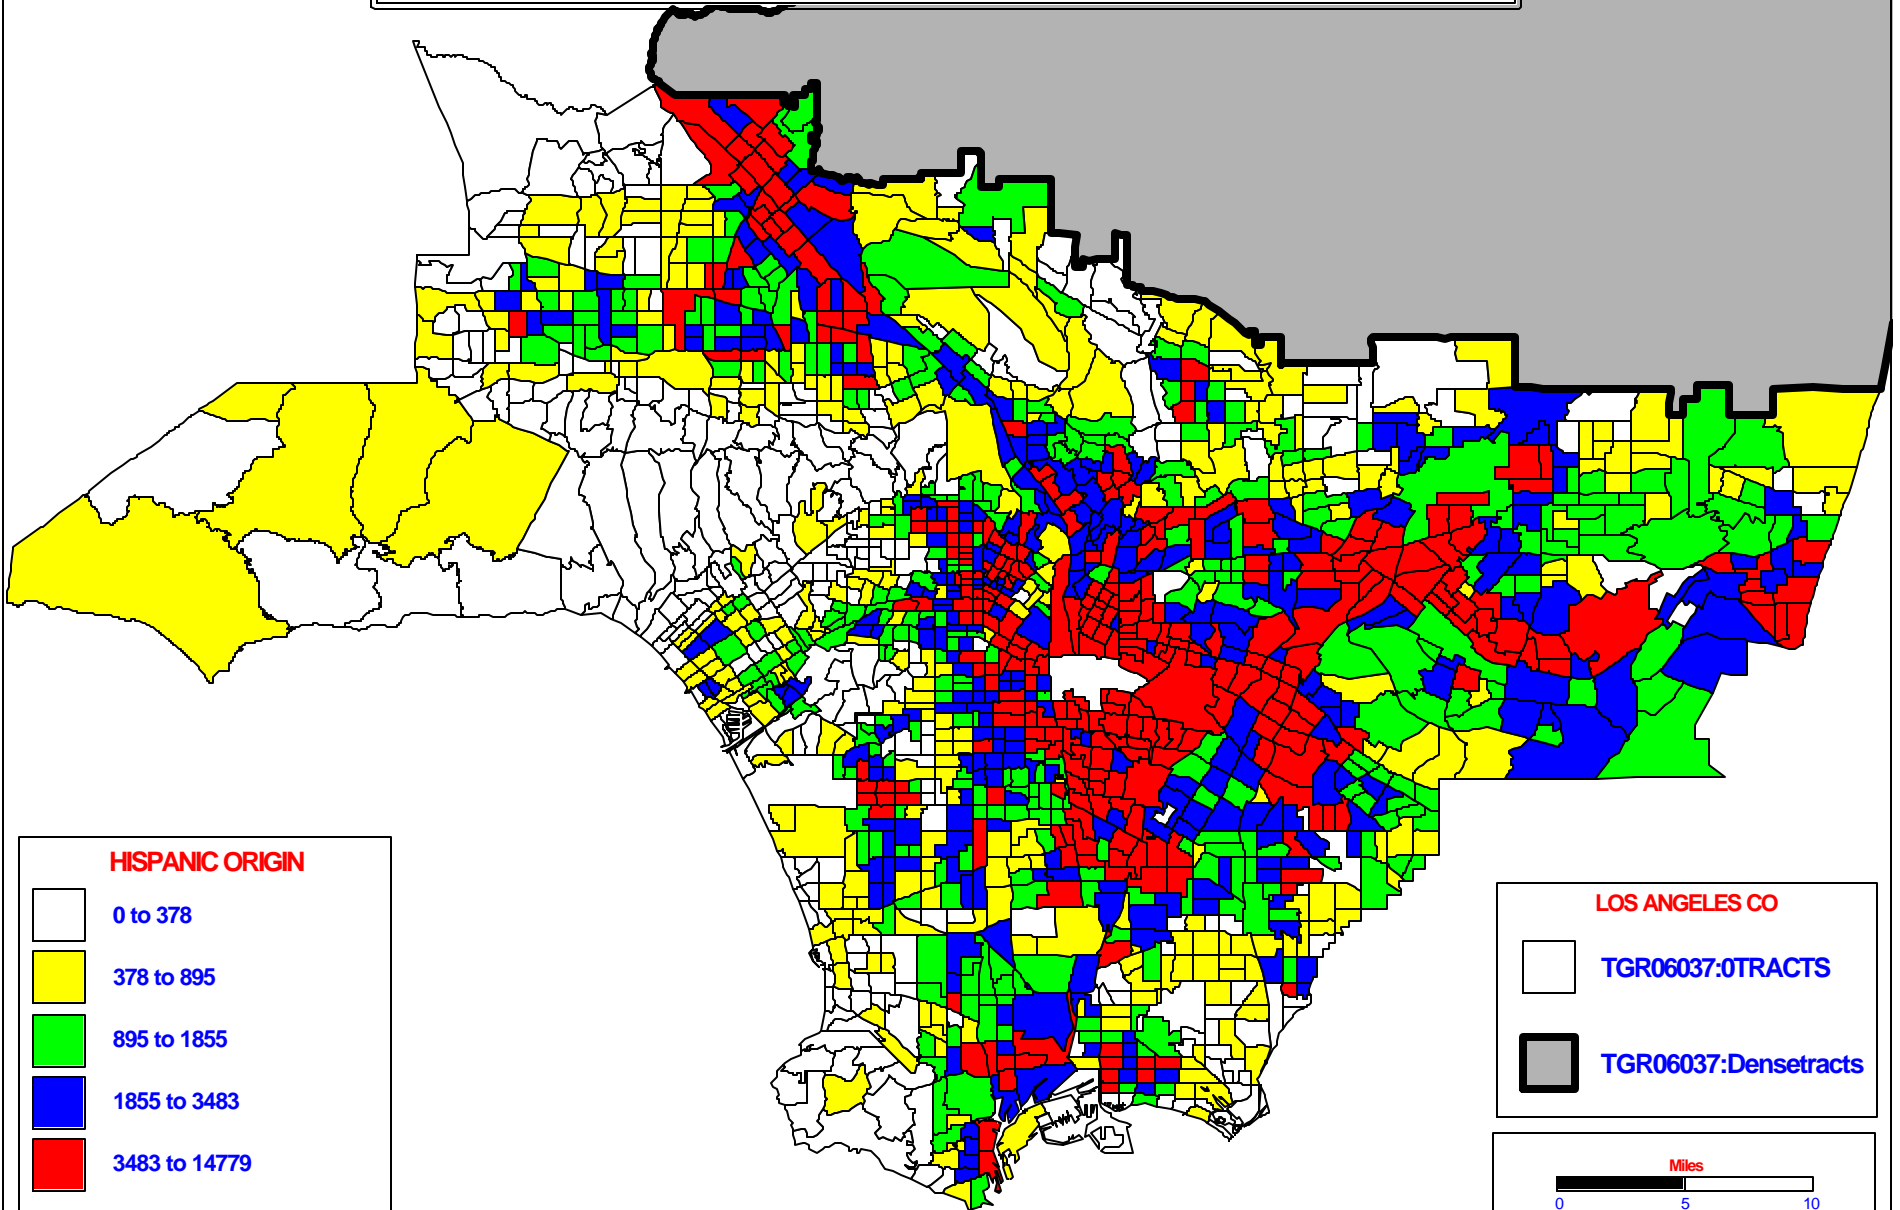 HISPANIC ORIGIN
0 to 378
378 to 895
895 to 1855
1855 to 3483
3483 to 14779
LOS ANGELES CO
TGR06037:0TRACTS
TGR06037:Densetracts
Miles
0 5 10